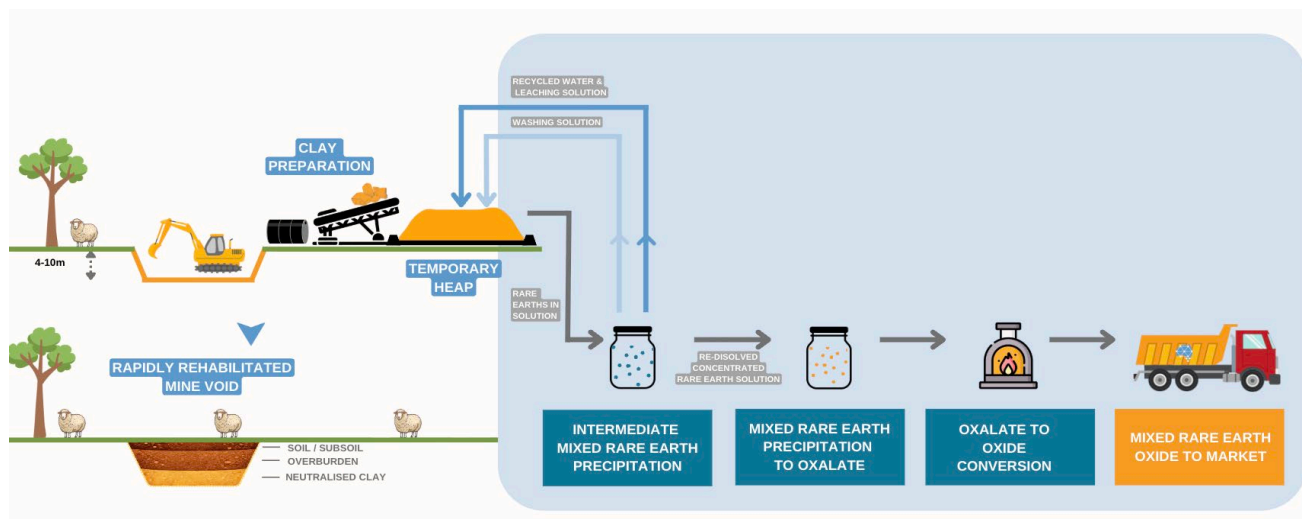 RECYCLED WATER &
LEACHING SOLUTION
WASHING SOLUTION
CLAY
PREPARATION
4-10m
TEMPORARY
HEAP
RARE
EARTHS IN
SOLUTION
RAPIDLY REHABILITATED
MINE VOID
SOIL / SUBSOIL
OVERBURDEN
NEUTRALISED CLAY
RE-DISOLVED
CONCENTRATED
RARE EARTH SOLUTION
INTERMEDIATE
MIXED RARE EARTH
PRECIPITATION
MIXED RARE EARTH
PRECIPITATION
TO OXALATE
OXALATE TO
OXIDE
CONVERSION
MIXED RARE EARTH
OXIDE TO MARKET